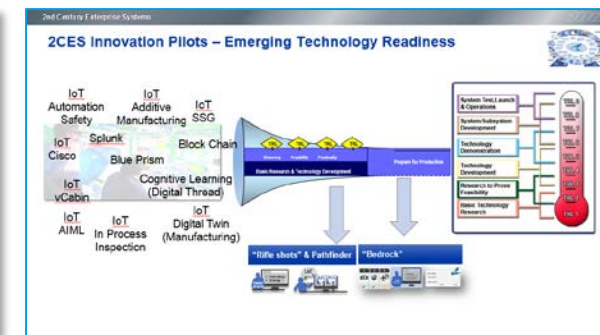 2nd Century Enterprise Systems
2CES Innovation Pilots – Emerging Technology Readiness
IoT
Automation
Safety
IoT
Additive
Manufacturing
IoT
SSG
IoT
Cisco
Splunk
Block Chain
Blue Prism
IoT
vCabin
Cognitive Learning
(Digital Thread)
IoT
AIML
IoT
In Process
Inspection
IoT
Digital Twin
(Manufacturing)
Feasibility
Basic Research & Technology Development
Prepare for Production
"Rifle shots" & Pathfinder
"Bedrock"
System Test, Launch
& Operations
System/Subsystem
Development
Technology
Demonstration
Technology
Development
Research to Prove
Feasibility
Basic Technology
Research